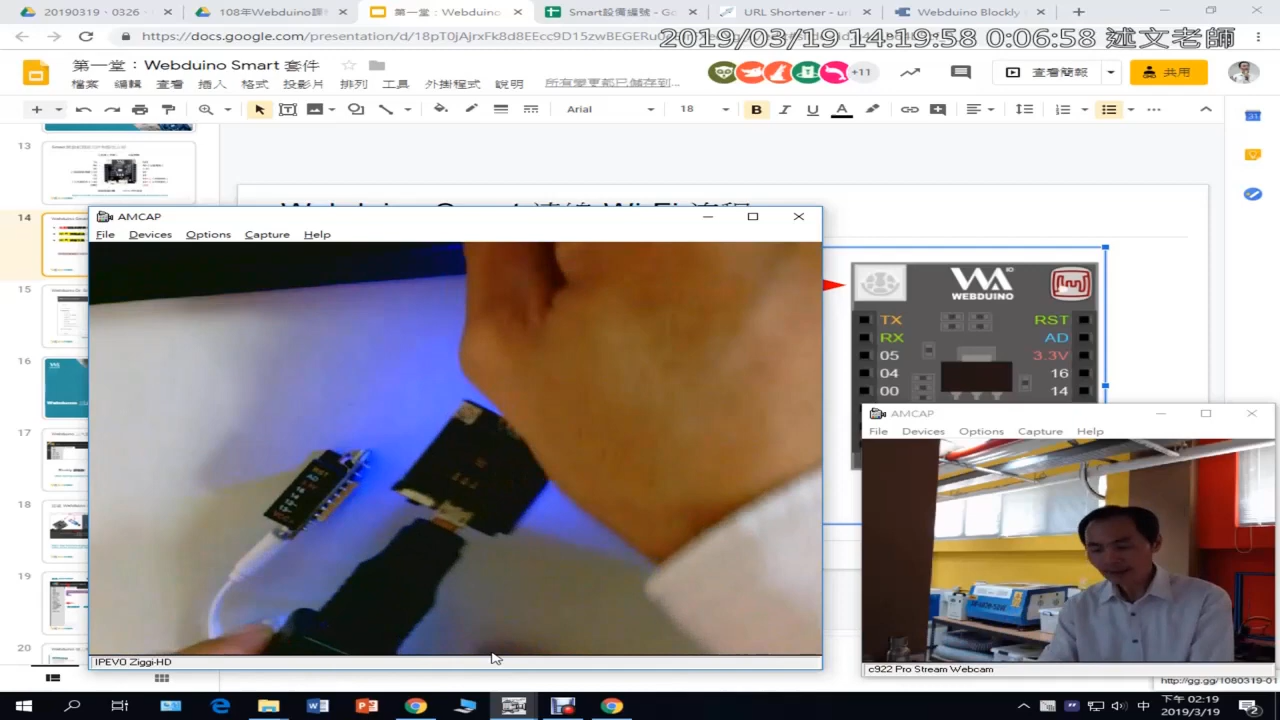 20190319、0326 -
108年Webduino課
第一堂：Webduino
Smart設備編號 - Go
URL Shortener - ur
Webduino Blockly
https://docs.google.com/presentation/d/18pT0jAjrxFk8d8EEcc9D15zwBEGERu
2019/03/19 14:19:58 0:06:58 述文老師
第一堂：Webduino Smart 套件
檔案 編輯 查看 插入 格式 投影片 排列 工具 外掛程式 說明 所有變更都已儲存到...
+11
查看簡報
共用
Arial 18 B I U A
13
14
15
16
17
18
19
20
AMCAP
File Devices Options Capture Help
IPEVO Ziggi-HD
WEBDUINO
TX RST
RX AD
05 3.3V
04 16
00 14
AMCAP
File Devices Options Capture Help
c922 Pro Stream Webcam
http://gg.gg/1080319-01
中
下午 02:19
2019/3/19
2